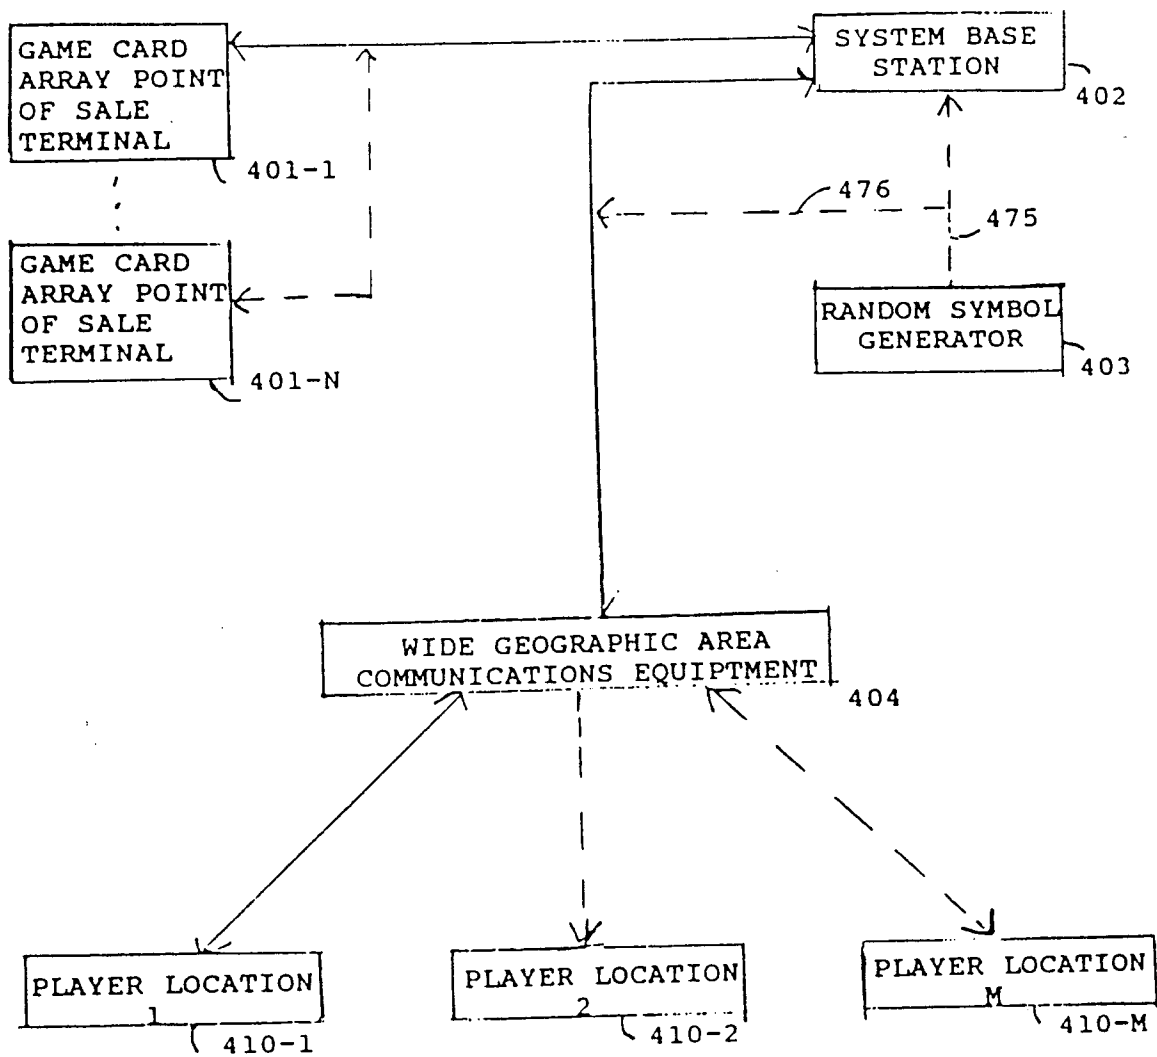 GAME CARD
ARRAY POINT
OF SALE
TERMINAL
401-1
SYSTEM BASE
STATION
402
476
475
GAME CARD
ARRAY POINT
OF SALE
TERMINAL
401-N
RANDOM SYMBOL
GENERATOR
403
WIDE GEOGRAPHIC AREA
COMMUNICATIONS EQUIPTMENT
404
PLAYER LOCATION
1
410-1
PLAYER LOCATION
2
410-2
PLAYER LOCATION
M
410-M